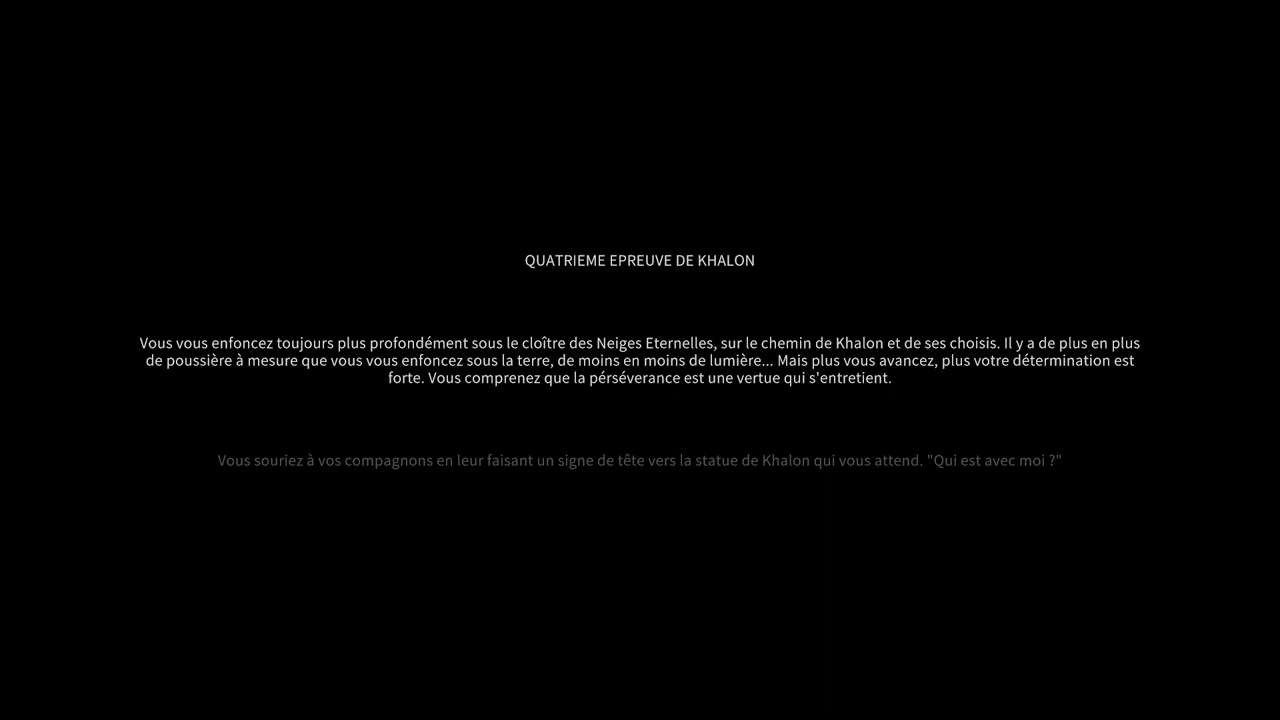 QUATRIEME EPREUVE DE KHALON
Vous vous enfoncez toujours plus profondément sous le cloître des Neiges Eternelles, sur le chemin de Khalon et de ses choisis. Il y a de plus en plus
de poussière à mesure que vous vous enfoncez sous la terre, de moins en moins de lumière... Mais plus vous avancez, plus votre détermination est
forte. Vous comprenez que la pérséverance est une vertue qui s'entretient.
Vous souriez à vos compagnons en leur faisant un signe de tête vers la statue de Khalon qui vous attend. "Qui est avec moi ?"